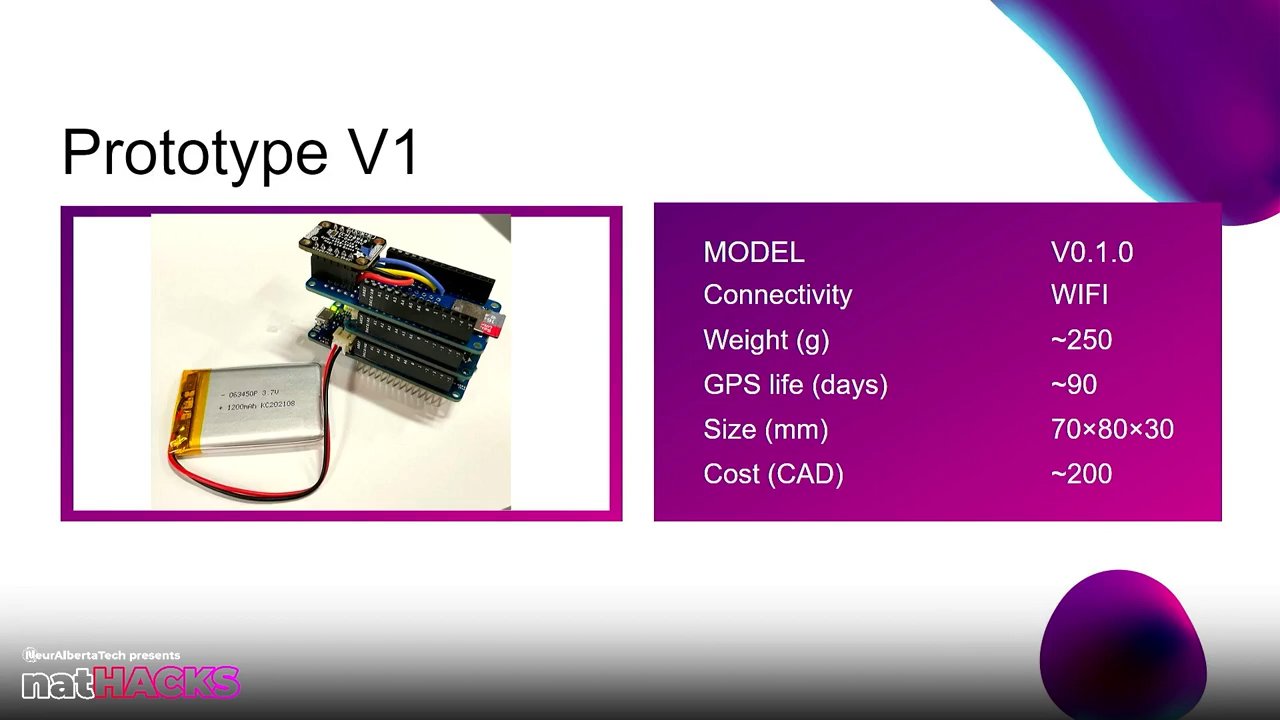 Prototype V1
- 063450P 3.7V
+ 1200mAh KC202108
MODEL V0.1.0
Connectivity WIFI
Weight (g) ~250
GPS life (days) ~90
Size (mm) 70×80×30
Cost (CAD) ~200
NeurAlbertaTech presents
natHACKS